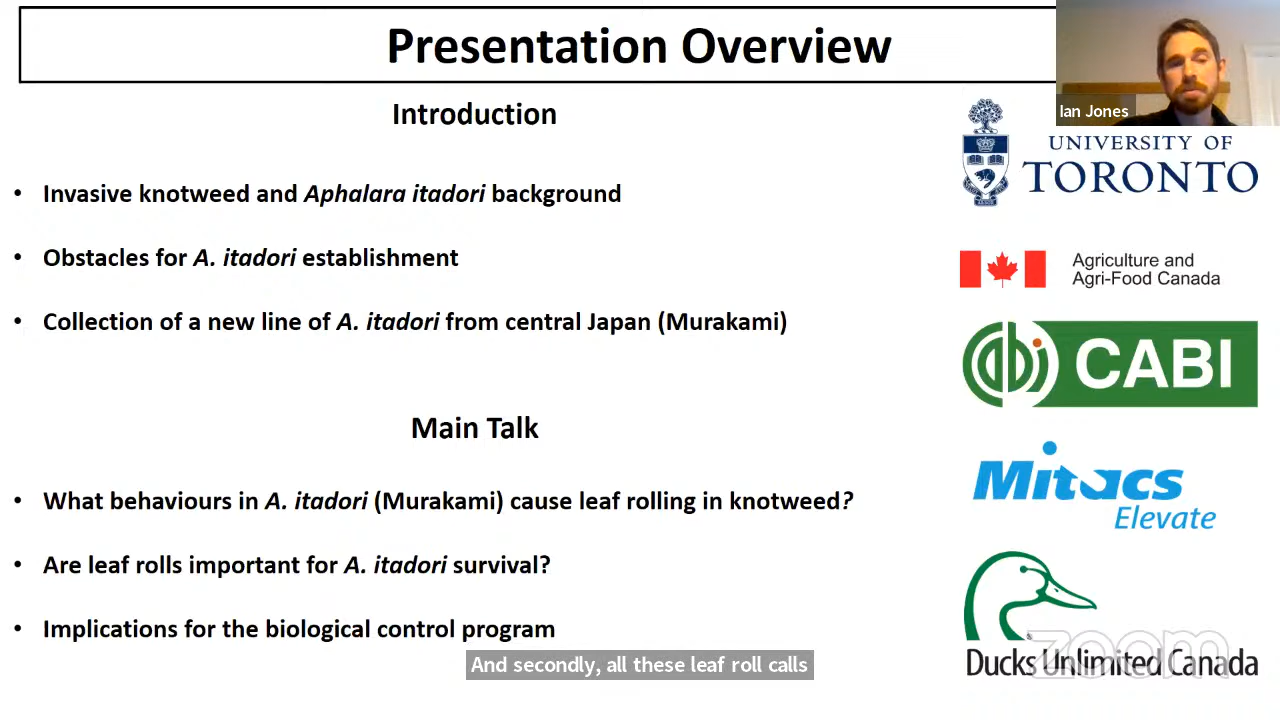 Presentation Overview
Ian Jones
Introduction
• Invasive knotweed and Aphalara itadori background
• Obstacles for A. itadori establishment
• Collection of a new line of A. itadori from central Japan (Murakami)
Main Talk
• What behaviours in A. itadori (Murakami) cause leaf rolling in knotweed?
• Are leaf rolls important for A. itadori survival?
• Implications for the biological control program
UNIVERSITY OF
TORONTO
Agriculture and
Agri-Food Canada
cabi CABI
Mitacs
Elevate
zoom
Ducks Unlimited Canada
And secondly, all these leaf roll calls